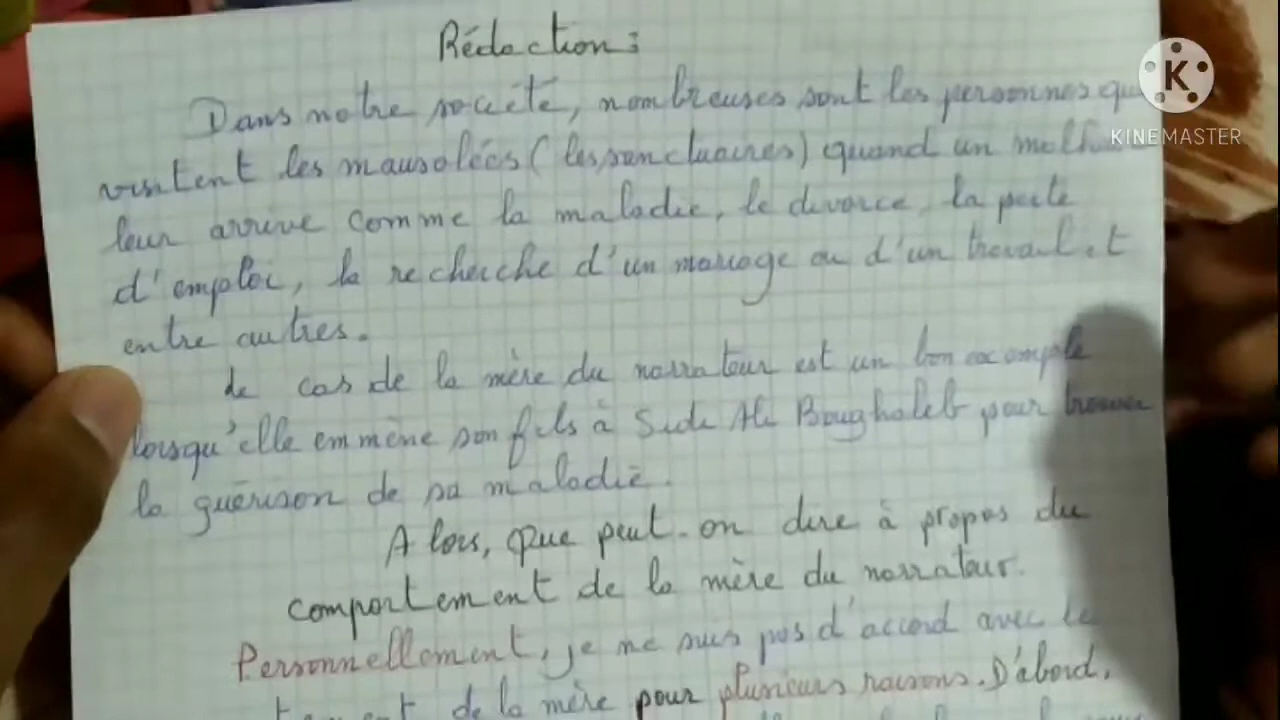 Rédaction:
Dans notre société, nombreuses sont les personnes qui
visitent les mausolées (les sanctuaires) quand un malheur
leur arrive comme la maladie, le divorce, la perte
d'emploi, la recherche d'un mariage ou d'un travail et
entre autres.
Le cas de la mère du narrateur est un bon exemple
lorsqu'elle emmène son fils à Sidi Ali Boughaleb pour trouver
la guérison de sa maladie.
Alors, Que peut-on dire à propos du
comportement de la mère du narrateur.
Personnellement, je ne suis pas d'accord avec le
de la mère pour plusieurs raisons. D'abord,
K
KINEMASTER